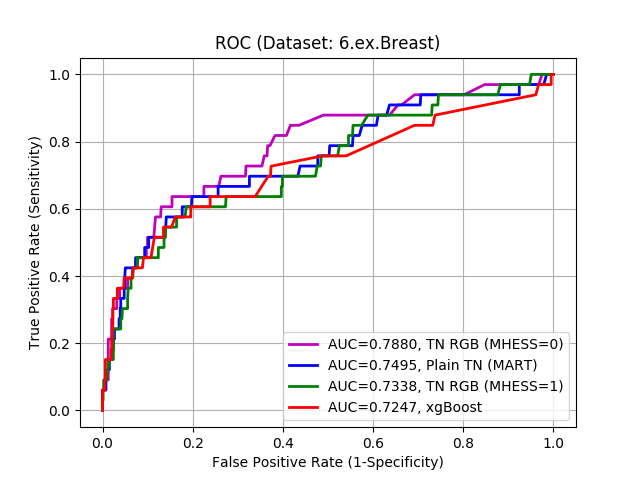 ROC (Dataset: 6.ex.Breast)
True Positive Rate (Sensitivity)
1.0
0.8
0.6
0.4
0.2
0.0
AUC=0.7880, TN RGB (MHESS=0)
AUC=0.7495, Plain TN (MART)
AUC=0.7338, TN RGB (MHESS=1)
AUC=0.7247, xgBoost
0.0 0.2 0.4 0.6 0.8 1.0
False Positive Rate (1-Specificity)